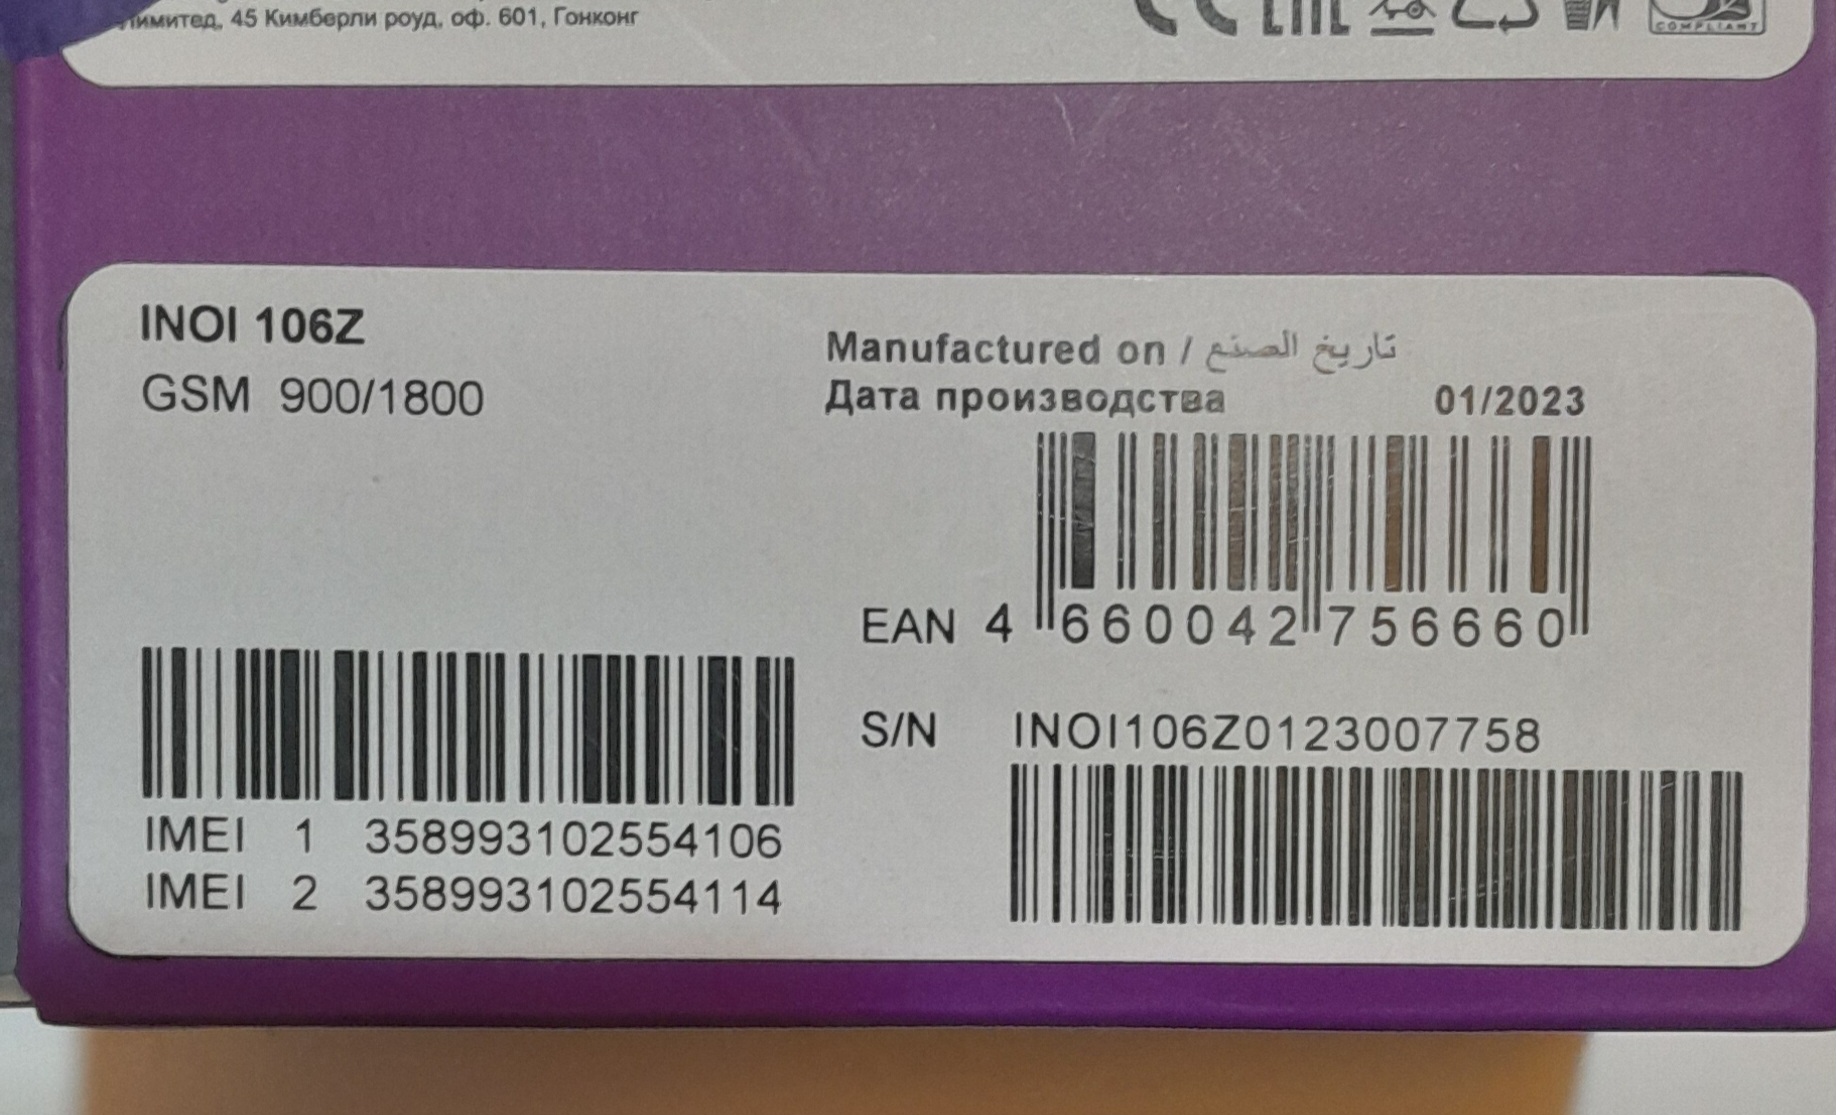 лимитед, 45 Кимберли роуд, оф. 601, Гонконг
COMPLIANT
INOI 106Z
GSM 900/1800
Manufactured on / تاريخ الصنع
Дата производства 01/2023
EAN 4 660042 756660
S/N INOI106Z0123007758
IMEI 1 358993102554106
IMEI 2 358993102554114